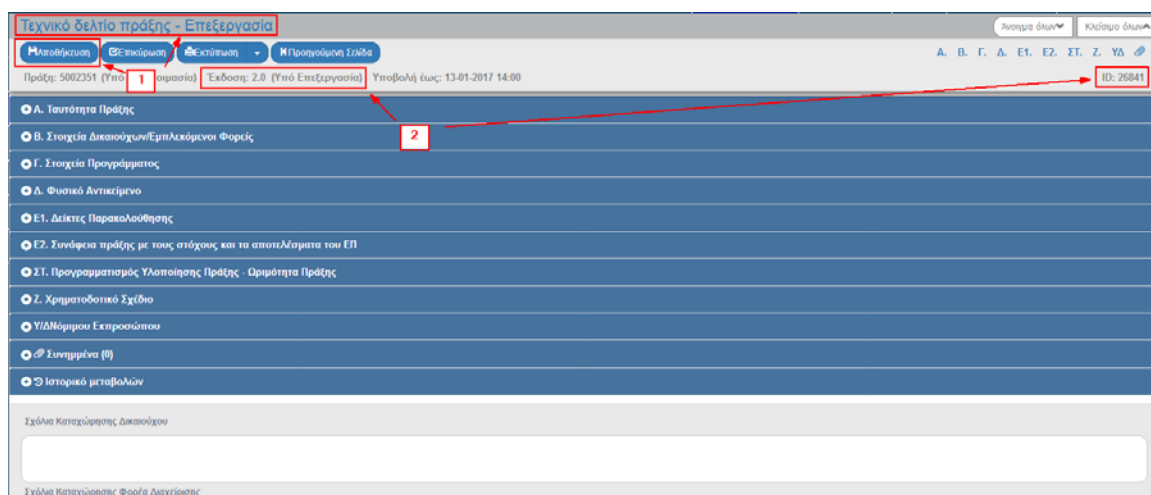 Τεχνικό δελτίο πράξης - Επεξεργασία
Άνοιγμα όλων Κλείσιμο όλων
Αποθήκευση Επικύρωση Εκτύπωση Προηγούμενη Σελίδα
Α. Β. Γ. Δ. Ε1. Ε2. ΣΤ. Ζ. ΥΔ
Πράξη: 5002351 (Υπό οιμασία) Έκδοση: 2.0 (Υπό Επεξεργασία) Υποβολή έως: 13-01-2017 14:00
ID: 26841
1
2
Α. Ταυτότητα Πράξης
Β. Στοιχεία Δικαιούχων/Εμπλεκόμενοι Φορείς
Γ. Στοιχεία Προγράμματος
Δ. Φυσικό Αντικείμενο
Ε1. Δείκτες Παρακολούθησης
Ε2. Συνάφεια πράξης με τους στόχους και τα αποτελέσματα του ΕΠ
ΣΤ. Προγραμματισμός Υλοποίησης Πράξης - Ωριμότητα Πράξης
Ζ. Χρηματοδοτικό Σχέδιο
Υ/ΔΝόμιμου Εκπροσώπου
Συνημμένα (0)
Ιστορικό μεταβολών
Σχόλια Καταχώρησης Δικαιούχου
Σχόλια Καταχώρησης Φορέα Διαχείρισης